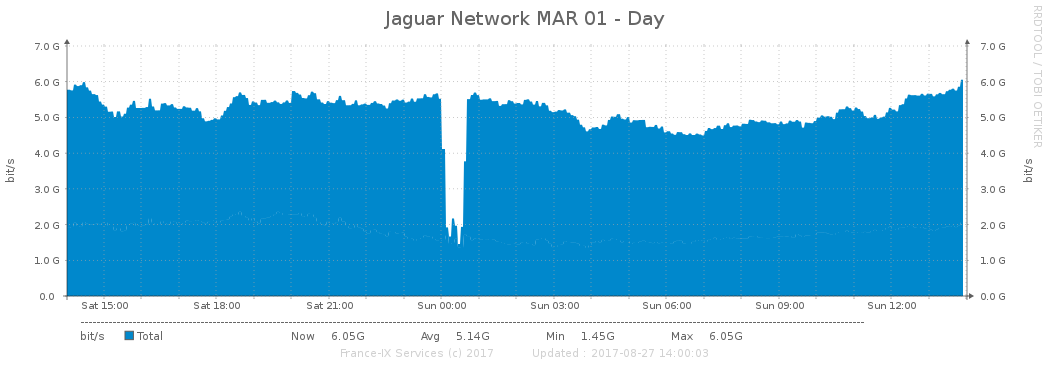 Jaguar Network MAR 01 - Day
RRDTOOL / TOBI OETIKER
7.0 G 7.0 G
6.0 G 6.0 G
5.0 G 5.0 G
4.0 G 4.0 G
3.0 G 3.0 G
2.0 G 2.0 G
1.0 G 1.0 G
0.0 0.0 G
bit/s bit/s
Sat 15:00 Sat 18:00 Sat 21:00 Sun 00:00 Sun 03:00 Sun 06:00 Sun 09:00 Sun 12:00
bit/s Total Now 6.05G Avg 5.14G Min 1.45G Max 6.05G
France-IX Services (c) 2017 Updated : 2017-08-27 14:00:03